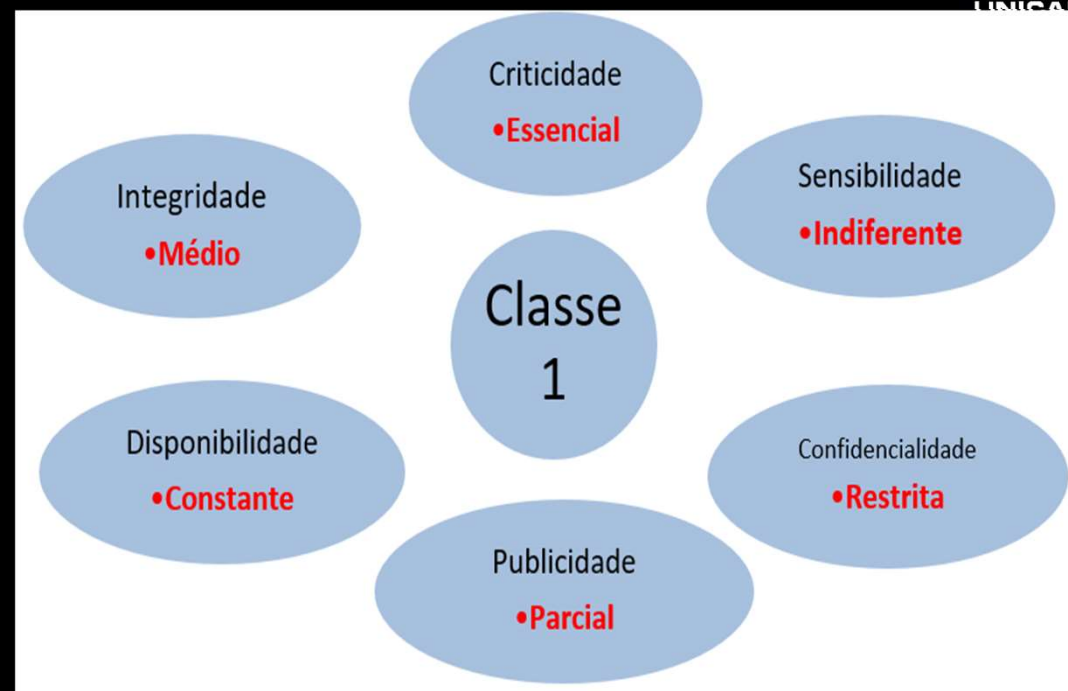 Criticidade
•Essencial
Sensibilidade
•Indiferente
Integridade
•Médio
Classe
1
Disponibilidade
•Constante
Confidencialidade
•Restrita
Publicidade
•Parcial